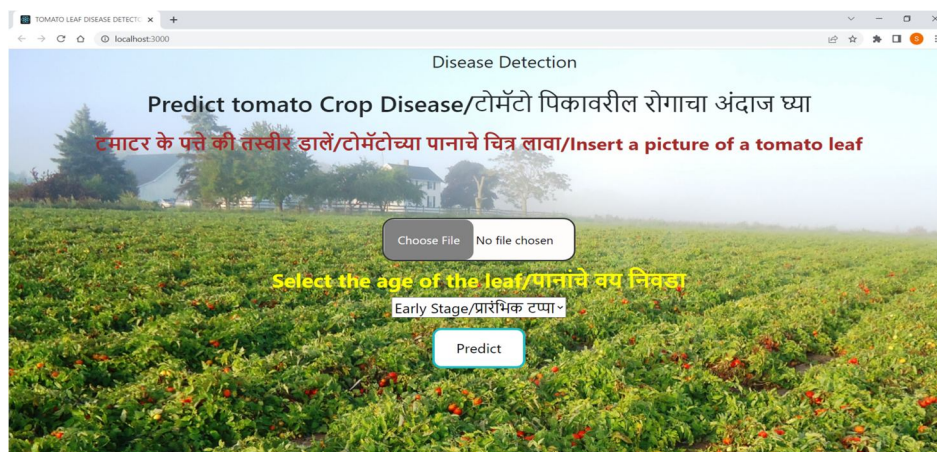 TOMATO LEAF DISEASE DETECTI
localhost:3000
S
Disease Detection
Predict tomato Crop Disease/टोमॅटो पिकावरील रोगाचा अंदाज घ्या
टमाटर के पत्ते की तस्वीर डालें/टोमॅटोच्या पानाचे चित्र लावा/Insert a picture of a tomato leaf
Choose File No file chosen
Select the age of the leaf/पानांचे वय निवडा
Early Stage/प्रारंभिक टप्पा
Predict